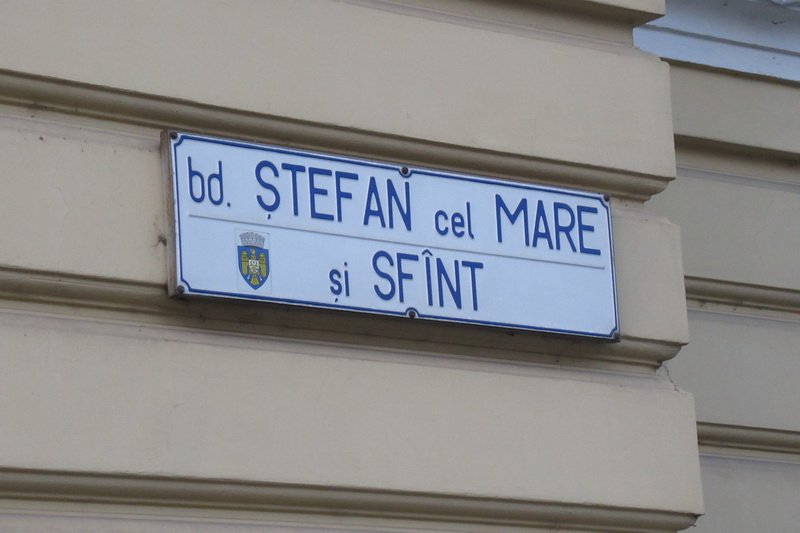 bd. ȘTEFAN cel MARE
și SFÎNT